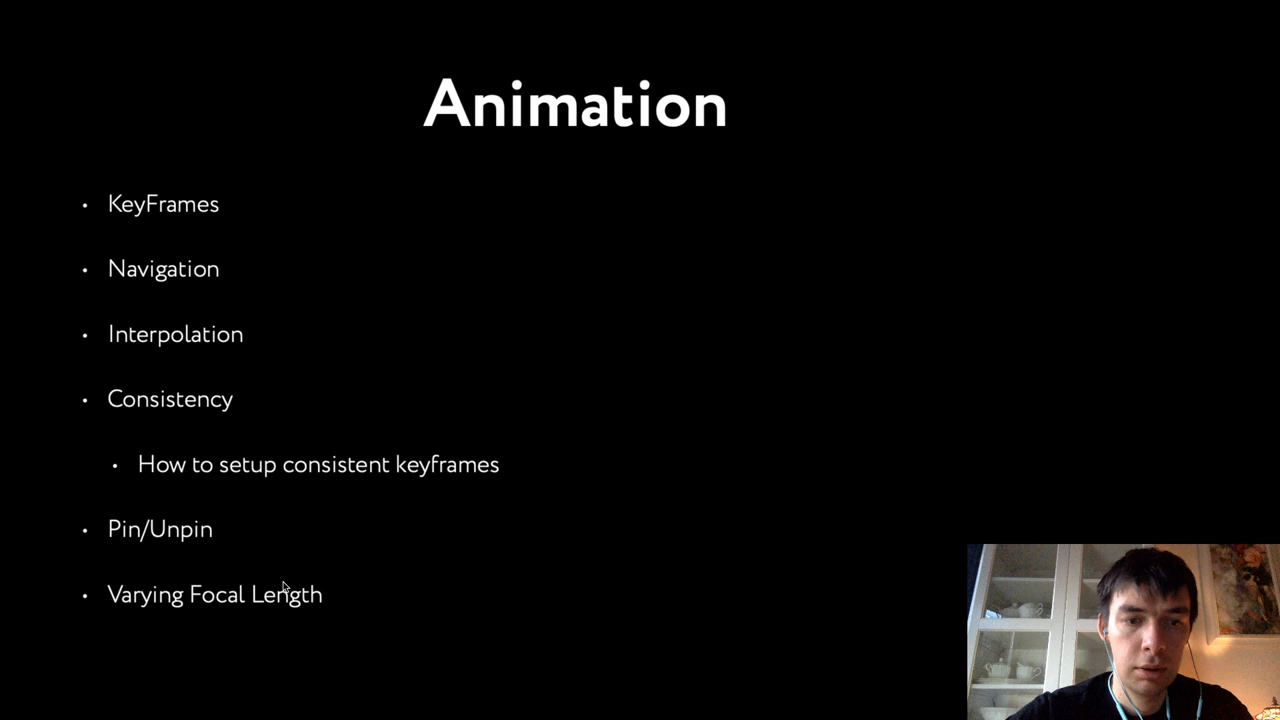 Animation
• KeyFrames
• Navigation
• Interpolation
• Consistency
• How to setup consistent keyframes
• Pin/Unpin
• Varying Focal Length